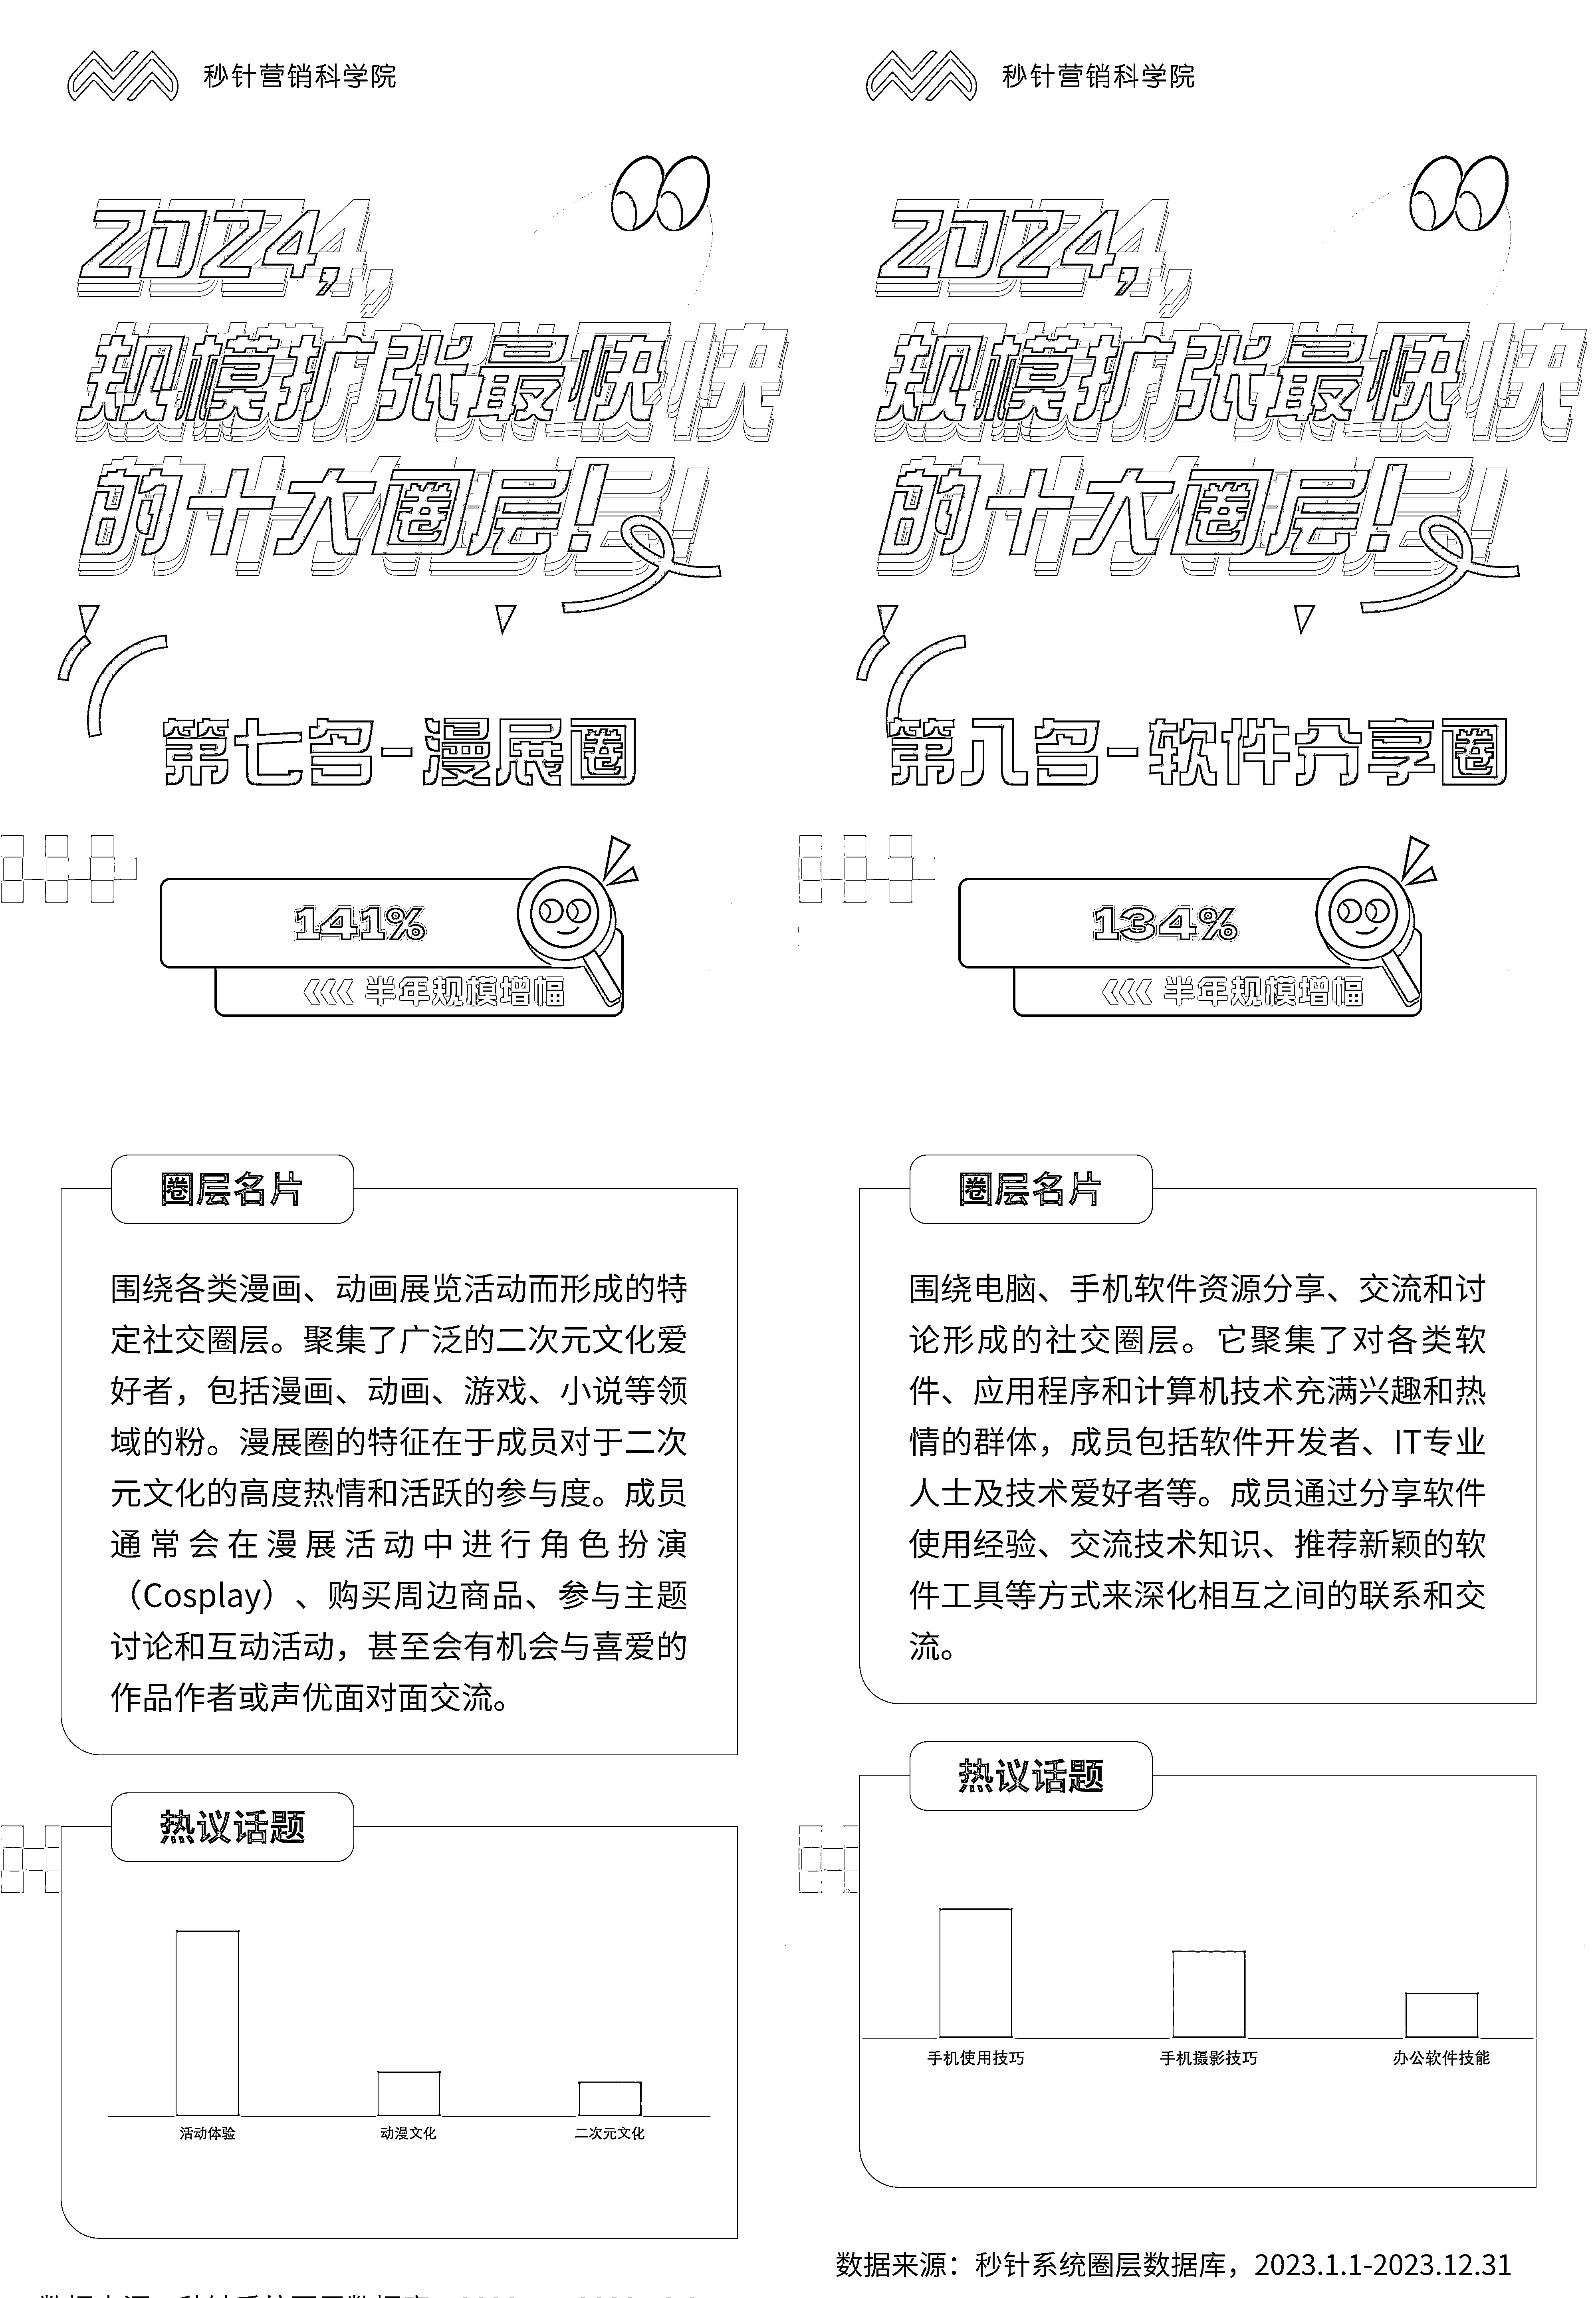 秒针营销科学院
2024,
规模扩张最快
的十大圈层!
第七名-漫展圈
141%
半年规模增幅
圈层名片
围绕各类漫画、动画展览活动而形成的特
定社交圈层。聚集了广泛的二次元文化爱
好者，包括漫画、动画、游戏、小说等领
域的粉。漫展圈的特征在于成员对于二次
元文化的高度热情和活跃的参与度。成员
通常会在漫展活动中进行角色扮演
（Cosplay）、购买周边商品、参与主题
讨论和互动活动，甚至会有机会与喜爱的
作品作者或声优面对面交流。
热议话题
活动体验
动漫文化
二次元文化
秒针营销科学院
2024,
规模扩张最快
的十大圈层!
第八名-软件分享圈
134%
半年规模增幅
圈层名片
围绕电脑、手机软件资源分享、交流和讨
论形成的社交圈层。它聚集了对各类软
件、应用程序和计算机技术充满兴趣和热
情的群体，成员包括软件开发者、IT专业
人士及技术爱好者等。成员通过分享软件
使用经验、交流技术知识、推荐新颖的软
件工具等方式来深化相互之间的联系和交
流。
热议话题
手机使用技巧
手机摄影技巧
办公软件技能
数据来源：秒针系统圈层数据库，2023.1.1-2023.12.31